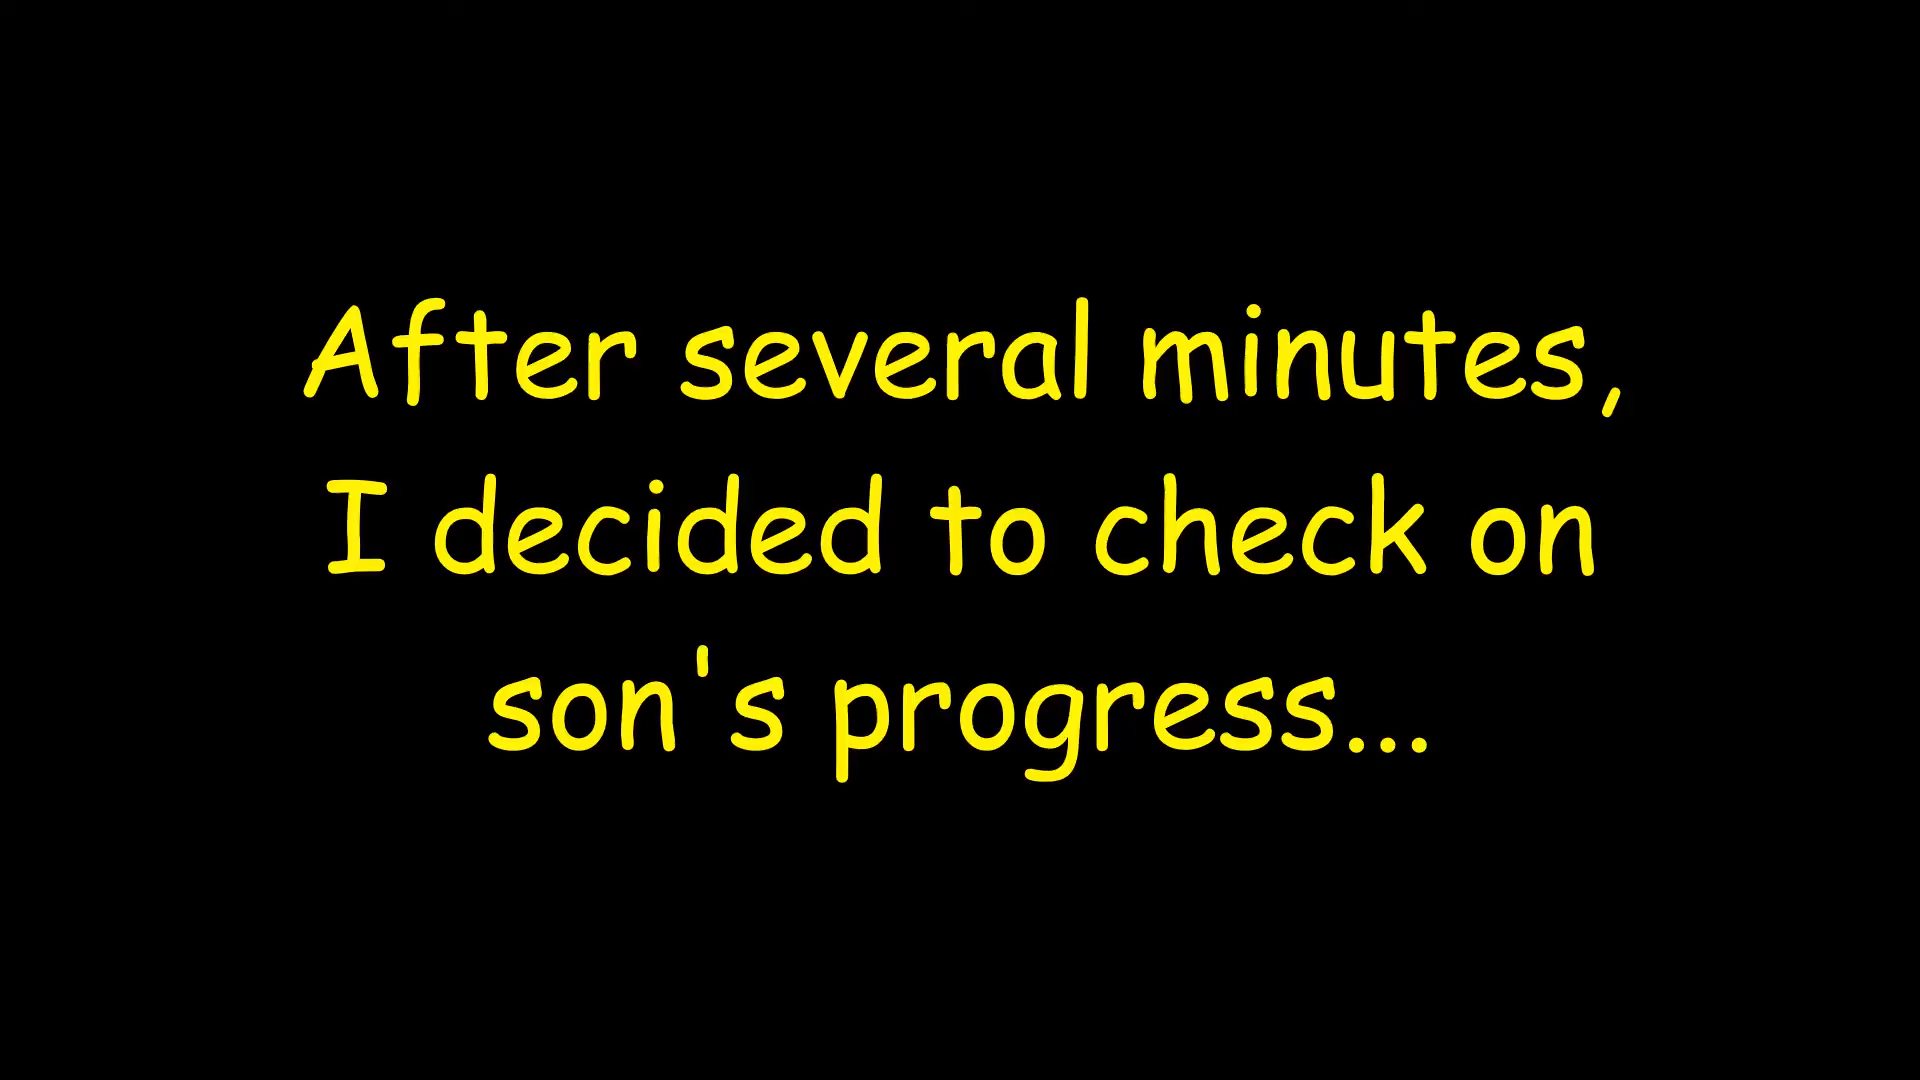 After several minutes,
I decided to check on
son's progress...